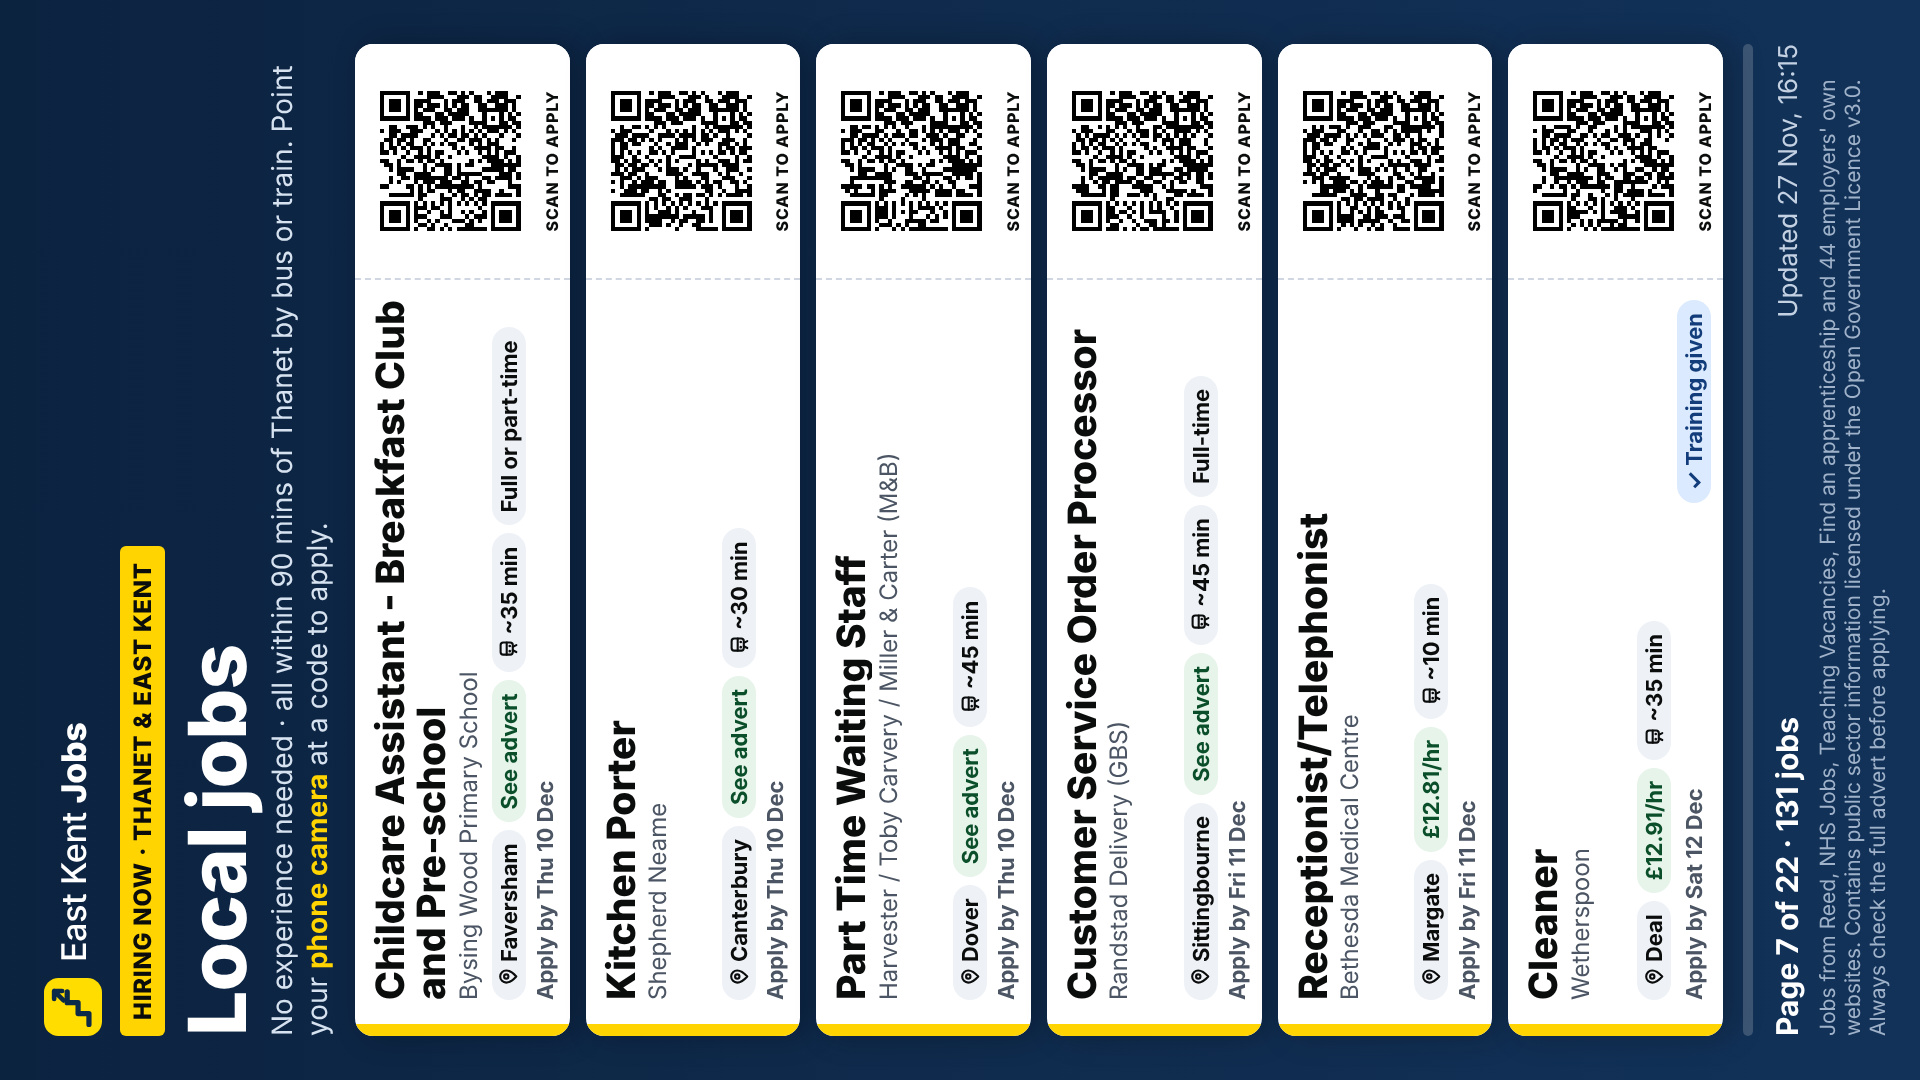 East Kent Jobs
HIRING NOW · THANET & EAST KENT
Local jobs
No experience needed · all within 90 mins of Thanet by bus or train. Point
your phone camera at a code to apply.
Childcare Assistant - Breakfast Club
and Pre-school
Bysing Wood Primary School
Faversham
See advert
~35 min
Full or part-time
Apply by Thu 10 Dec
SCAN TO APPLY
Kitchen Porter
Shepherd Neame
Canterbury
See advert
~30 min
Apply by Thu 10 Dec
SCAN TO APPLY
Part Time Waiting Staff
Harvester / Toby Carvery / Miller & Carter (M&B)
Dover
See advert
~45 min
Apply by Thu 10 Dec
SCAN TO APPLY
Customer Service Order Processor
Randstad Delivery (GBS)
Sittingbourne
See advert
~45 min
Full-time
Apply by Fri 11 Dec
SCAN TO APPLY
Receptionist/Telephonist
Bethesda Medical Centre
Margate
£12.81/hr
~10 min
Apply by Fri 11 Dec
SCAN TO APPLY
Cleaner
Wetherspoon
Deal
£12.91/hr
~35 min
Apply by Sat 12 Dec
✓ Training given
SCAN TO APPLY
Page 7 of 22 · 131 jobs
Updated 27 Nov, 16:15
Jobs from Reed, NHS Jobs, Teaching Vacancies, Find an apprenticeship and 44 employers' own
websites. Contains public sector information licensed under the Open Government Licence v3.0.
Always check the full advert before applying.